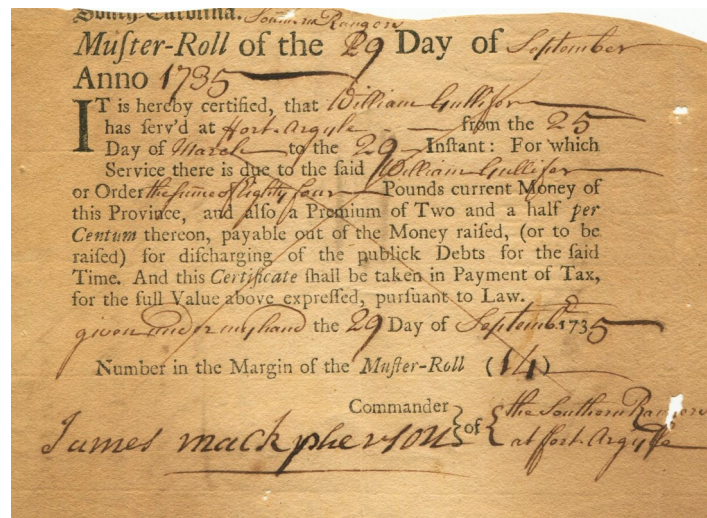 South-Carolina. Southern Rangers
Muſter-Roll of the 29 Day of September
Anno 1735
IT is hereby certified, that William Gullifor
has ſerv'd at Fort Argyle from the 25
Day of March to the 29 Inſtant: For which
Service there is due to the ſaid William Gullifor
or Order the sume of Eighty four Pounds current Money of
this Province, and alſo a Premium of Two and a half per
Centum thereon, payable out of the Money raiſed, (or to be
raiſed) for diſcharging of the publick Debts for the ſaid
Time. And this Certificate ſhall be taken in Payment of Tax,
for the full Value above expreſſed, purſuant to Law.
given under my hand the 29 Day of Septembr. 1735
Number in the Margin of the Muſter-Roll (14)
Commander } of { the Southern Rangers
James mackpherson at fort Argyle